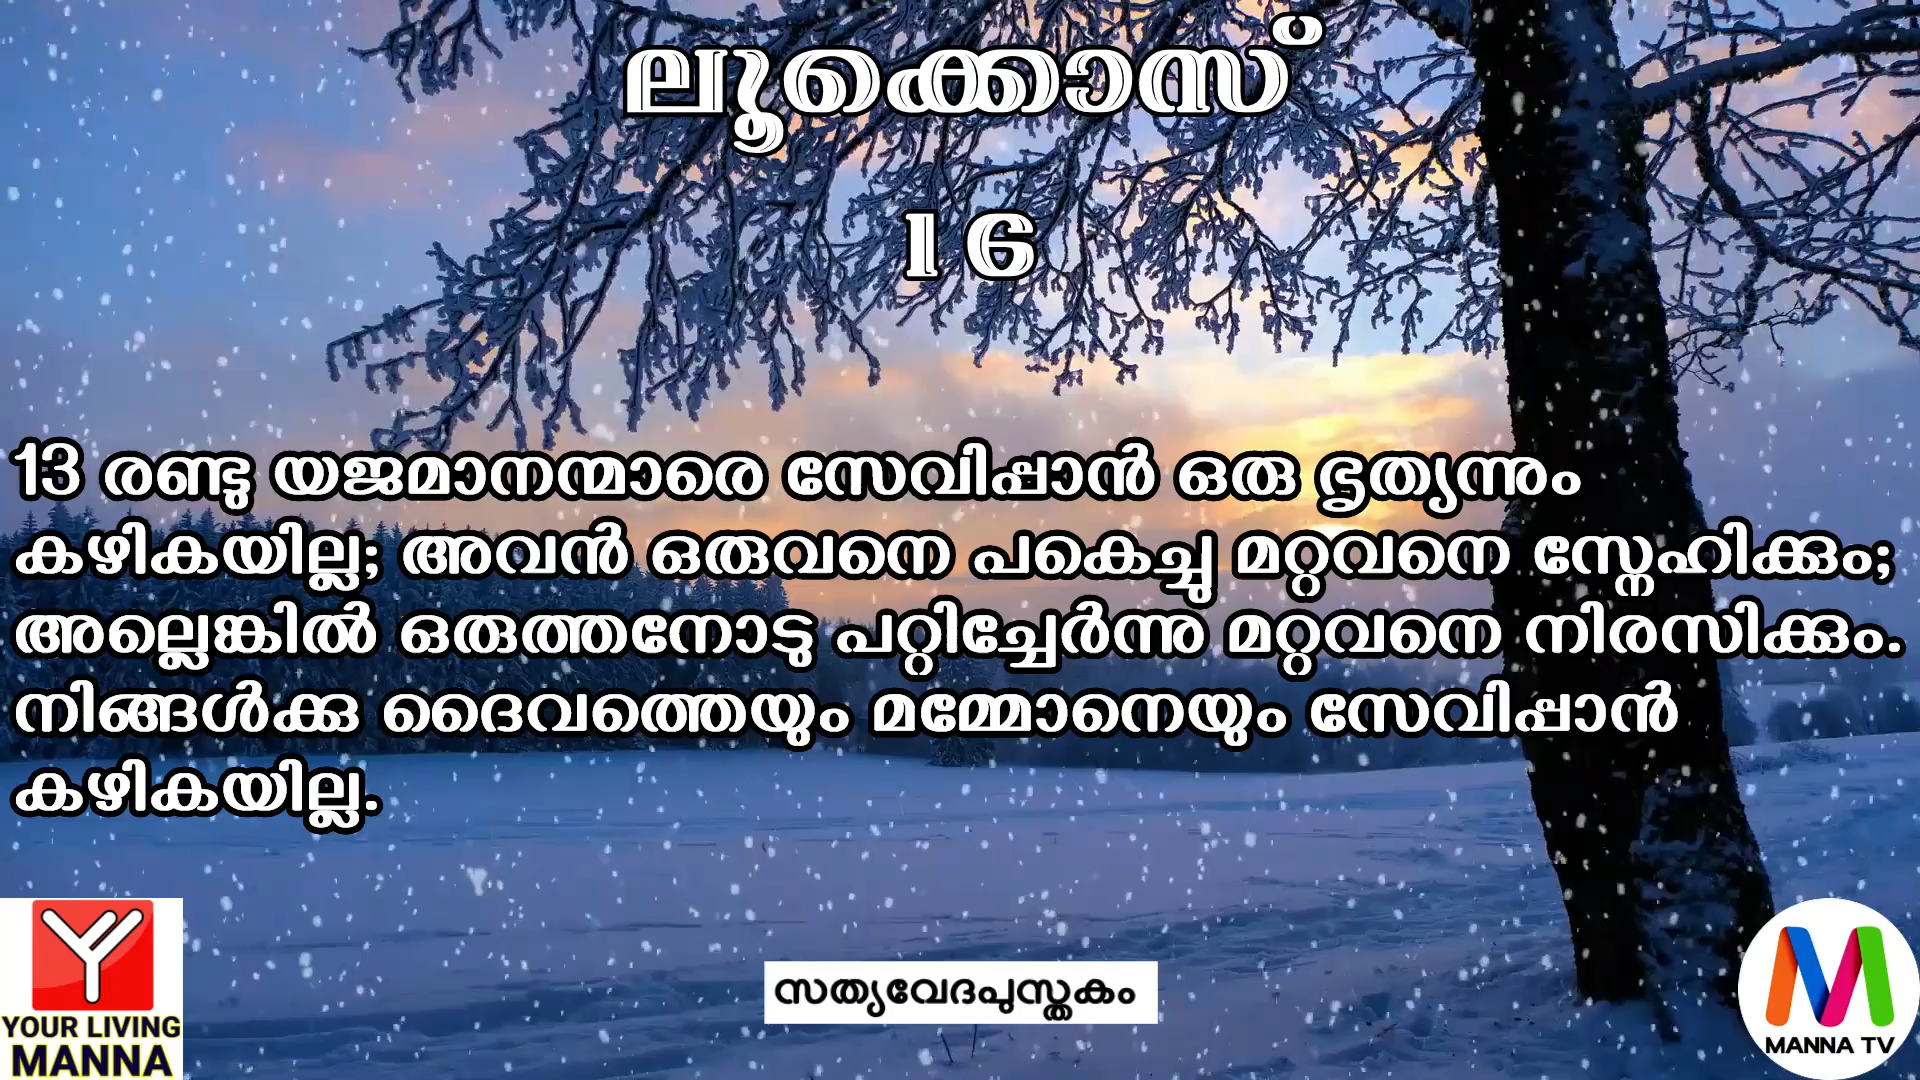 ലൂക്കൊസ്
16
13 രണ്ടു യജമാനന്മാരെ സേവിപ്പാൻ ഒരു ഭൃത്യന്നും
കഴികയില്ല; അവൻ ഒരുവനെ പകെച്ചു മറ്റവനെ സ്നേഹിക്കും;
അല്ലെങ്കിൽ ഒരുത്തനോടു പറ്റിച്ചേർന്നു മറ്റവനെ നിരസിക്കും.
നിങ്ങൾക്കു ദൈവത്തെയും മമ്മോനെയും സേവിപ്പാൻ
കഴികയില്ല.
YOUR LIVING
MANNA
സത്യവേദപുസ്തകം
MANNA TV